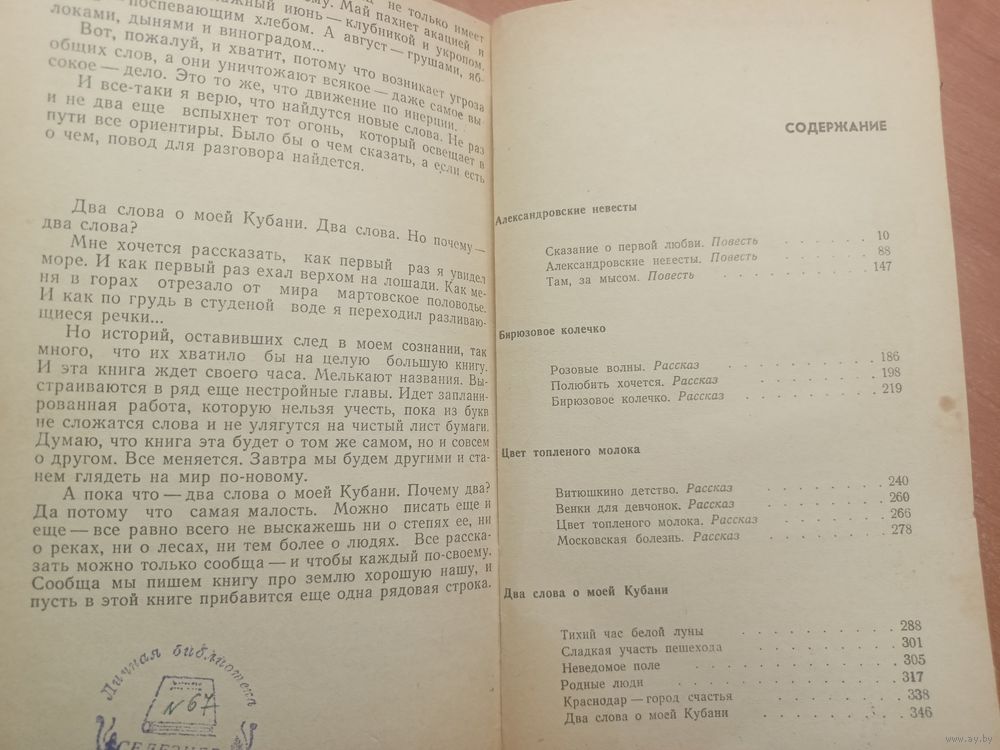 не только имеет
Май пахнет акацией и
июнь — клубникой и укропом.
поспевающим хлебом. А август — грушами, яб-
локами, дынями и виноградом...
Вот, пожалуй, и хватит, потому что возникает угроза
общих слов, а они уничтожают всякое — даже самое вы-
сокое — дело. Это то же, что движение по инерции.
И все-таки я верю, что найдутся новые слова. Не раз
и не два еще вспыхнет тот огонь, который освещает в
пути все ориентиры. Было бы о чем сказать, а если есть
о чем, повод для разговора найдется.
Два слова о моей Кубани. Два слова. Но почему —
два слова?
Мне хочется рассказать, как первый раз я увидел
море. И как первый раз ехал верхом на лошади. Как ме-
ня в горах отрезало от мира мартовское половодье.
И как по грудь в студеной воде я переходил разливаю-
щиеся речки...
Но историй, оставивших след в моем сознании, так
много, что их хватило бы на целую большую книгу.
И эта книга ждет своего часа. Мелькают названия. Вы-
страиваются в ряд еще нестройные главы. Идет заплани-
рованная работа, которую нельзя учесть, пока из букв
не сложатся слова и не улягутся на чистый лист бумаги.
Думаю, что книга эта будет о том же самом, но и совсем
о другом. Все меняется. Завтра мы будем другими и ста-
нем глядеть на мир по-новому.
А пока что — два слова о моей Кубани. Почему два?
Да потому что самая малость. Можно писать еще и
еще — все равно всего не выскажешь ни о степях ее, ни
о реках, ни о лесах, ни тем более о людях. Все расска-
зать можно только сообща — и чтобы каждый по-своему.
Сообща мы пишем книгу про землю хорошую нашу, и
пусть в этой книге прибавится еще одна рядовая строка.
Личная библиотека
№ 67
СОДЕРЖАНИЕ
Александровские невесты
Сказание о первой любви. Повесть . . . . . . 10
Александровские невесты. Повесть . . . . . . 88
Там, за мысом. Повесть . . . . . . . . 147
Бирюзовое колечко
Розовые волны. Рассказ . . . . . . . . 186
Полюбить хочется. Рассказ . . . . . . . 198
Бирюзовое колечко. Рассказ . . . . . . . 219
Цвет топленого молока
Витюшкино детство. Рассказ . . . . . . . 240
Венки для девчонок. Рассказ . . . . . . . 260
Цвет топленого молока. Рассказ . . . . . . 266
Московская болезнь. Рассказ . . . . . . . 278
Два слова о моей Кубани
Тихий час белой луны . . . . . . . . 288
Сладкая участь пешехода . . . . . . . . 301
Неведомое поле . . . . . . . . . . 305
Родные люди . . . . . . . . . . . 317
Краснодар — город счастья . . . . . . . 338
Два слова о моей Кубани . . . . . . . . 346
www.ay.by